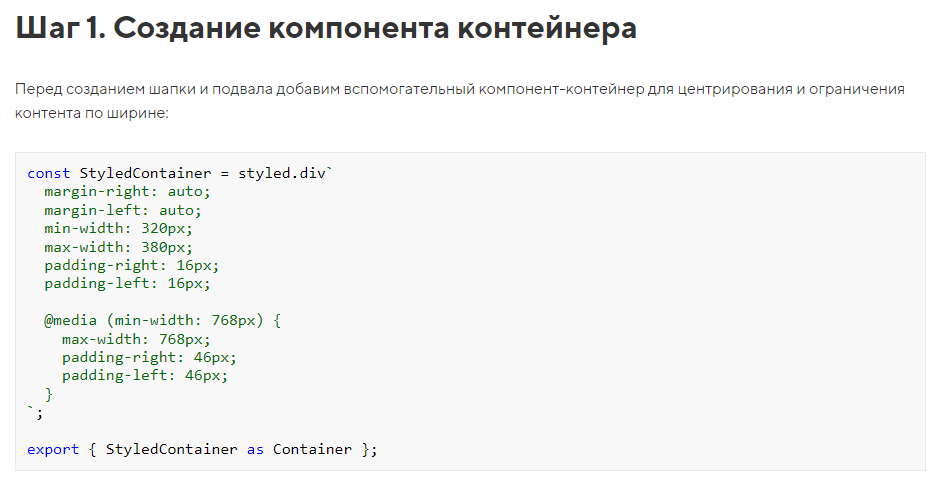 Шаг 1. Создание компонента контейнера
Перед созданием шапки и подвала добавим вспомогательный компонент-контейнер для центрирования и ограничения
контента по ширине:
const StyledContainer = styled.div`
  margin-right: auto;
  margin-left: auto;
  min-width: 320px;
  max-width: 380px;
  padding-right: 16px;
  padding-left: 16px;

  @media (min-width: 768px) {
    max-width: 768px;
    padding-right: 46px;
    padding-left: 46px;
  }
`;

export { StyledContainer as Container };